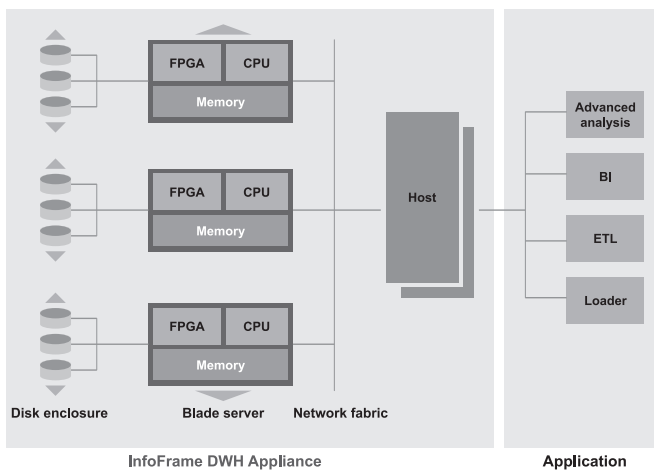 FPGA CPU
Memory
FPGA CPU
Memory
FPGA CPU
Memory
Disk enclosure
Blade server
Network fabric
Host
InfoFrame DWH Appliance
Advanced
analysis
BI
ETL
Loader
Application